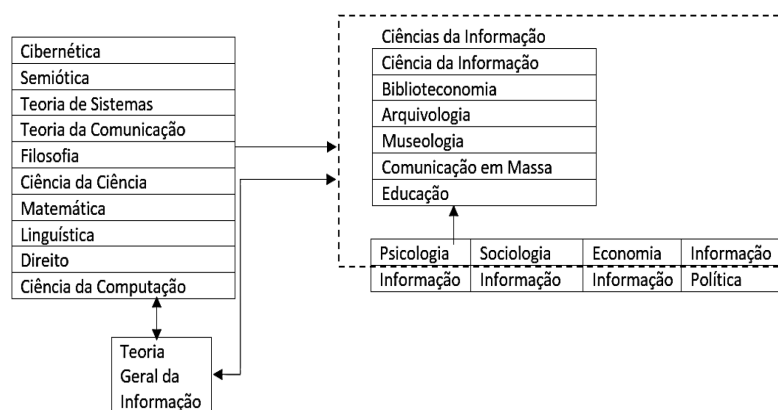 Cibernética
Semiótica
Teoria de Sistemas
Teoria da Comunicação
Filosofia
Ciência da Ciência
Matemática
Linguística
Direito
Ciência da Computação
Teoria
Geral da
Informação
Ciências da Informação
Ciência da Informação
Biblioteconomia
Arquivologia
Museologia
Comunicação em Massa
Educação
Psicologia Sociologia Economia Informação
Informação Informação Informação Política